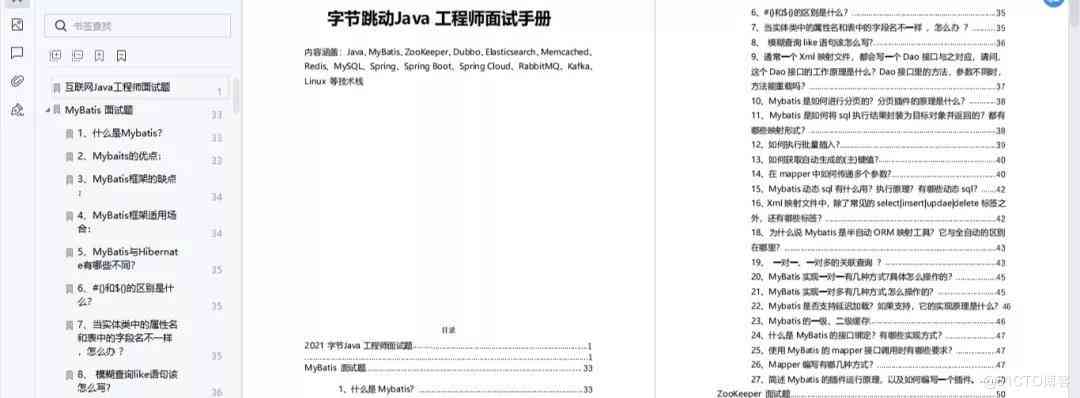 书签查找
互联网Java工程师面试题 1
MyBatis 面试题 33
1、什么是Mybatis? 33
2、Mybaits的优点: 33
3、MyBatis框架的缺点
: 34
4、MyBatis框架适用场
合: 34
5、MyBatis与Hibernat
e有哪些不同? 35
6、#{}和${}的区别是什
么? 35
7、当实体类中的属性名
和表中的字段名不一样
，怎么办 ? 35
8、 模糊查询like语句该
怎么写? 36
字节跳动Java 工程师面试手册
内容涵盖: Java、MyBatis、ZooKeeper、Dubbo、Elasticsearch、Memcached、
Redis、MySQL、Spring、Spring Boot、Spring Cloud、RabbitMQ、Kafka、
Linux 等技术栈
目录
2021 字节Java 工程师面试题......1
......1
MyBatis 面试题......33
1、什么是 Mybatis? ......33
6、#{}和${}的区别是什么?......35
7、当实体类中的属性名和表中的字段名不一样 ，怎么办 ? ......35
8、 模糊查询 like 语句该怎么写?......36
9、通常一个 Xml 映射文件，都会写一个 Dao 接口与之对应，请问，
这个 Dao 接口的工作原理是什么? Dao 接口里的方法，参数不同时，
方法能重载吗? ......37
10、Mybatis 是如何进行分页的? 分页插件的原理是什么? ......38
11、Mybatis 是如何将 sql 执行结果封装为目标对象并返回的? 都有
哪些映射形式? ......38
12、如何执行批量插入?......39
13、如何获取自动生成的(主)键值?......40
14、在 mapper 中如何传递多个参数?......40
15、Mybatis 动态 sql 有什么用? 执行原理? 有哪些动态 sql? ......42
16、Xml 映射文件中，除了常见的 select|insert|updae|delete 标签之
外，还有哪些标签? ......42
18、为什么说 Mybatis 是半自动 ORM 映射工具? 它与全自动的区别
在哪里? ......43
19、 一对一、一对多的关联查询 ? ......43
20、MyBatis 实现一对一有几种方式?具体怎么操作的? ......45
21、MyBatis 实现一对多有几种方式,怎么操作的? ......45
22、Mybatis 是否支持延迟加载? 如果支持，它的实现原理是什么? 46
23、Mybatis 的一级、二级缓存......46
24、什么是 MyBatis 的接口绑定? 有哪些实现方式? ......47
25、使用 MyBatis 的 mapper 接口调用时有哪些要求? ......47
26、Mapper 编写有哪几种方式? ......47
27、简述 Mybatis 的插件运行原理，以及如何编写一个插件。......
ZooKeeper 面试题......50
@51CTO博客